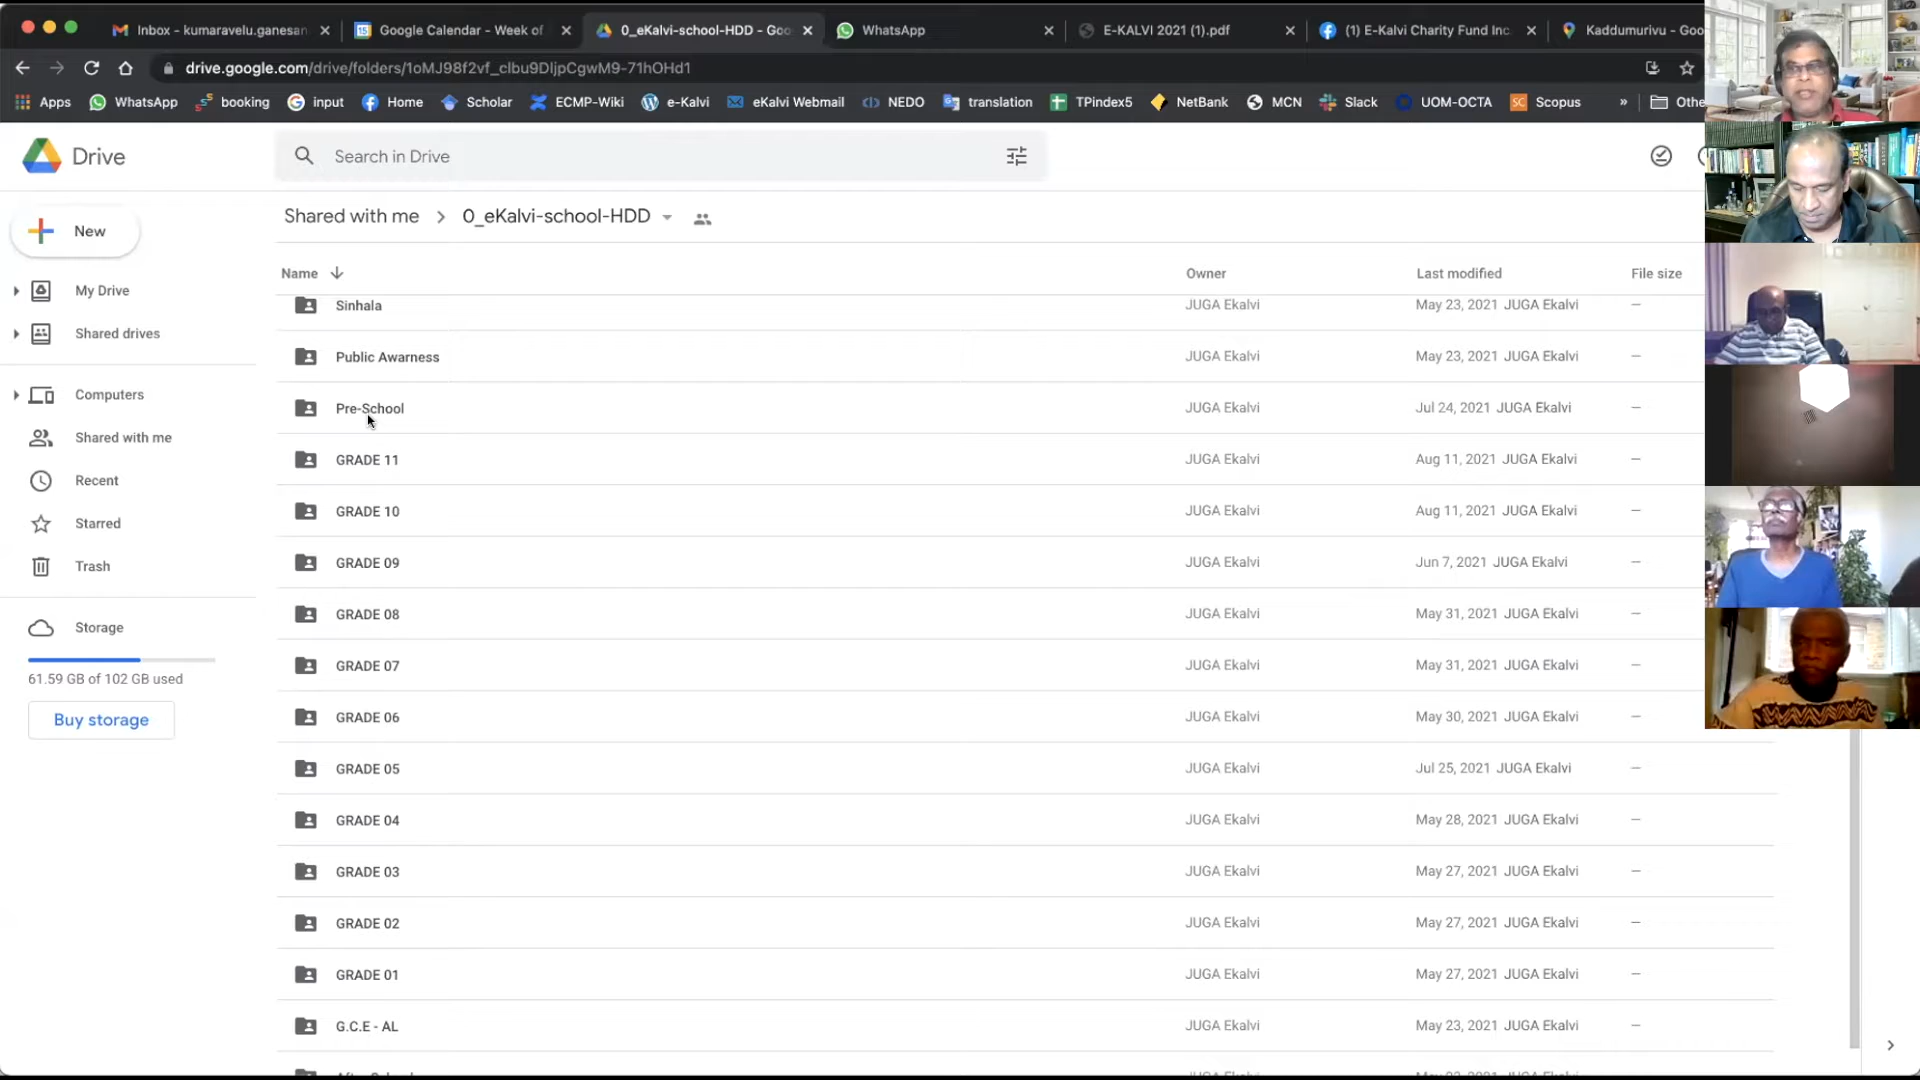 Inbox - kumaravelu.ganesan
Google Calendar - Week of
0_eKalvi-school-HDD - Goo
WhatsApp
E-KALVI 2021 (1).pdf
(1) E-Kalvi Charity Fund Inc.
Kaddumurivu - Goo
drive.google.com/drive/folders/1oMJ98f2vf_clbu9DljpCgwM9-71hOHd1
Apps WhatsApp booking input Home Scholar ECMP-Wiki e-Kalvi eKalvi Webmail NEDO translation TPindex5 NetBank MCN Slack UOM-OCTA Scopus » Othe
Drive
Search in Drive
New
My Drive
Shared drives
Computers
Shared with me
Recent
Starred
Trash
Storage
61.59 GB of 102 GB used
Buy storage
Shared with me > 0_eKalvi-school-HDD
Name Owner Last modified File size
Sinhala JUGA Ekalvi May 23, 2021 JUGA Ekalvi —
Public Awarness JUGA Ekalvi May 23, 2021 JUGA Ekalvi —
Pre-School JUGA Ekalvi Jul 24, 2021 JUGA Ekalvi —
GRADE 11 JUGA Ekalvi Aug 11, 2021 JUGA Ekalvi —
GRADE 10 JUGA Ekalvi Aug 11, 2021 JUGA Ekalvi —
GRADE 09 JUGA Ekalvi Jun 7, 2021 JUGA Ekalvi —
GRADE 08 JUGA Ekalvi May 31, 2021 JUGA Ekalvi —
GRADE 07 JUGA Ekalvi May 31, 2021 JUGA Ekalvi —
GRADE 06 JUGA Ekalvi May 30, 2021 JUGA Ekalvi —
GRADE 05 JUGA Ekalvi Jul 25, 2021 JUGA Ekalvi —
GRADE 04 JUGA Ekalvi May 28, 2021 JUGA Ekalvi —
GRADE 03 JUGA Ekalvi May 27, 2021 JUGA Ekalvi —
GRADE 02 JUGA Ekalvi May 27, 2021 JUGA Ekalvi —
GRADE 01 JUGA Ekalvi May 27, 2021 JUGA Ekalvi —
G.C.E - AL JUGA Ekalvi May 23, 2021 JUGA Ekalvi —